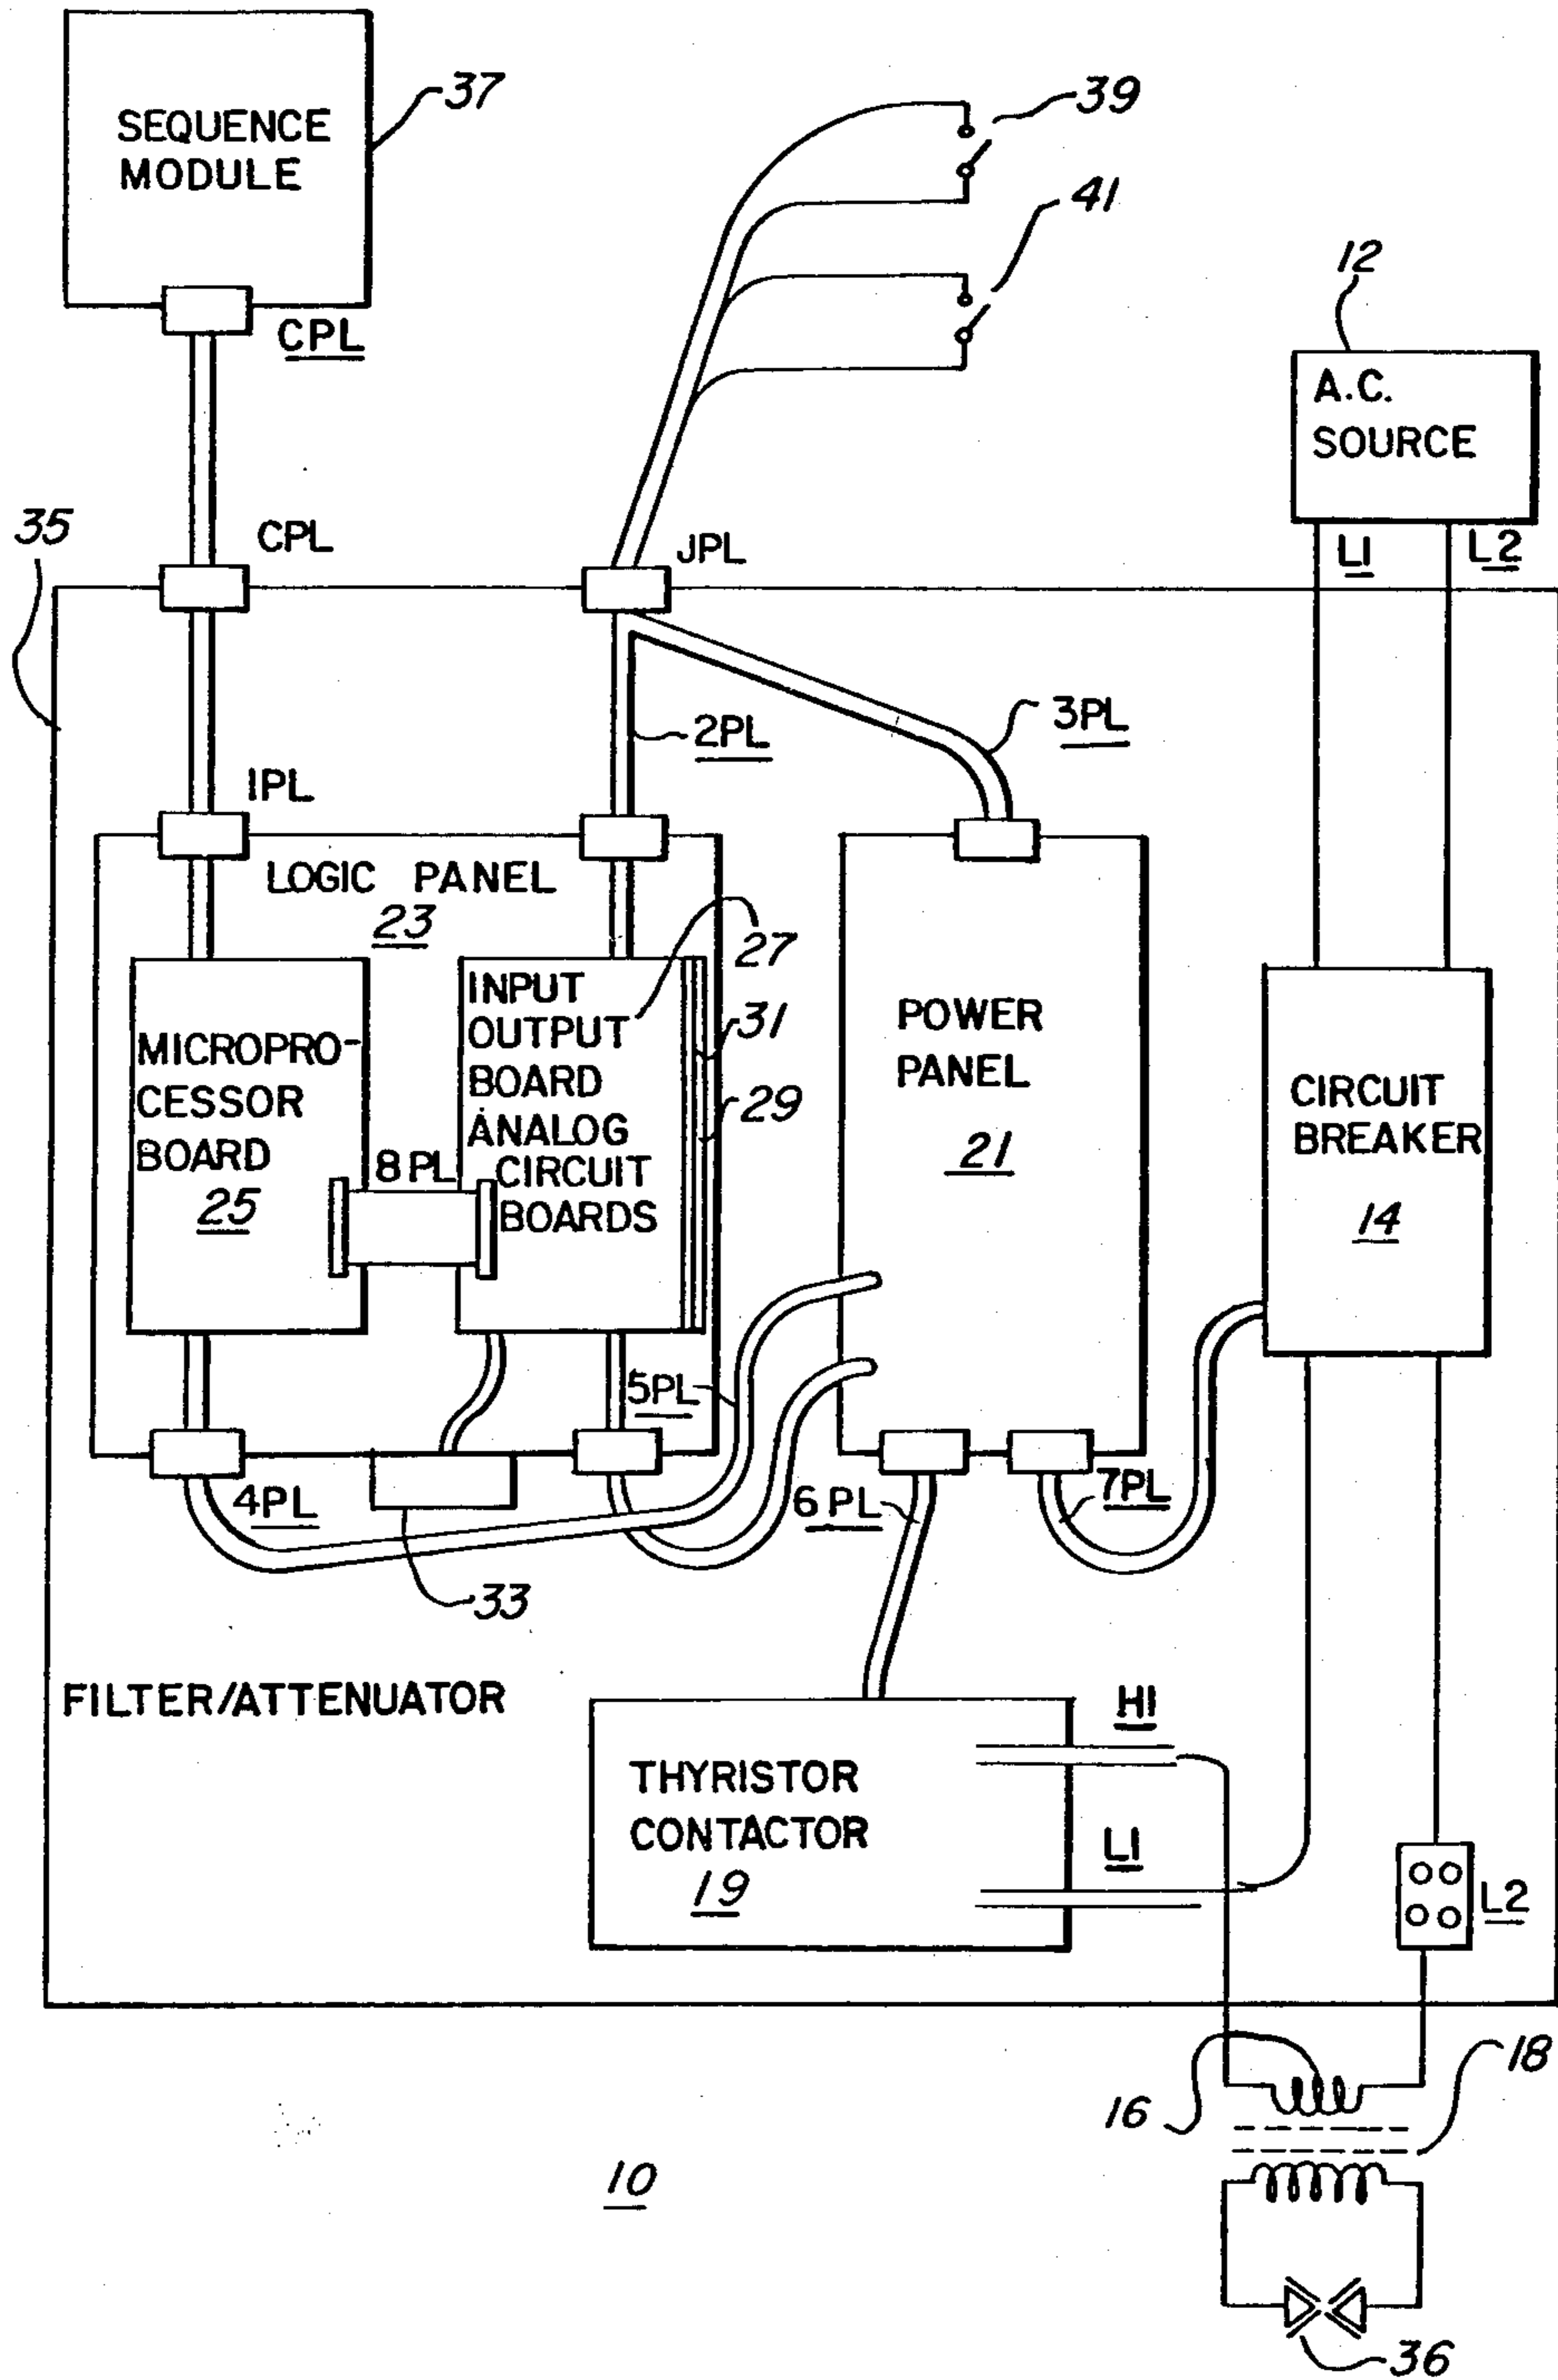 SEQUENCE
MODULE
37
39
41
CPL
12
A.C.
SOURCE
35
CPL
JPL
L1
L2
2PL
3PL
1PL
LOGIC PANEL
23
27
INPUT
OUTPUT
BOARD
ANALOG
CIRCUIT
BOARDS
31
29
MICROPRO-
CESSOR
BOARD
25
8PL
POWER
PANEL
21
CIRCUIT
BREAKER
14
5PL
4PL
6PL
7PL
33
FILTER/ATTENUATOR
THYRISTOR
CONTACTOR
19
H1
L1
L2
16
18
10
36